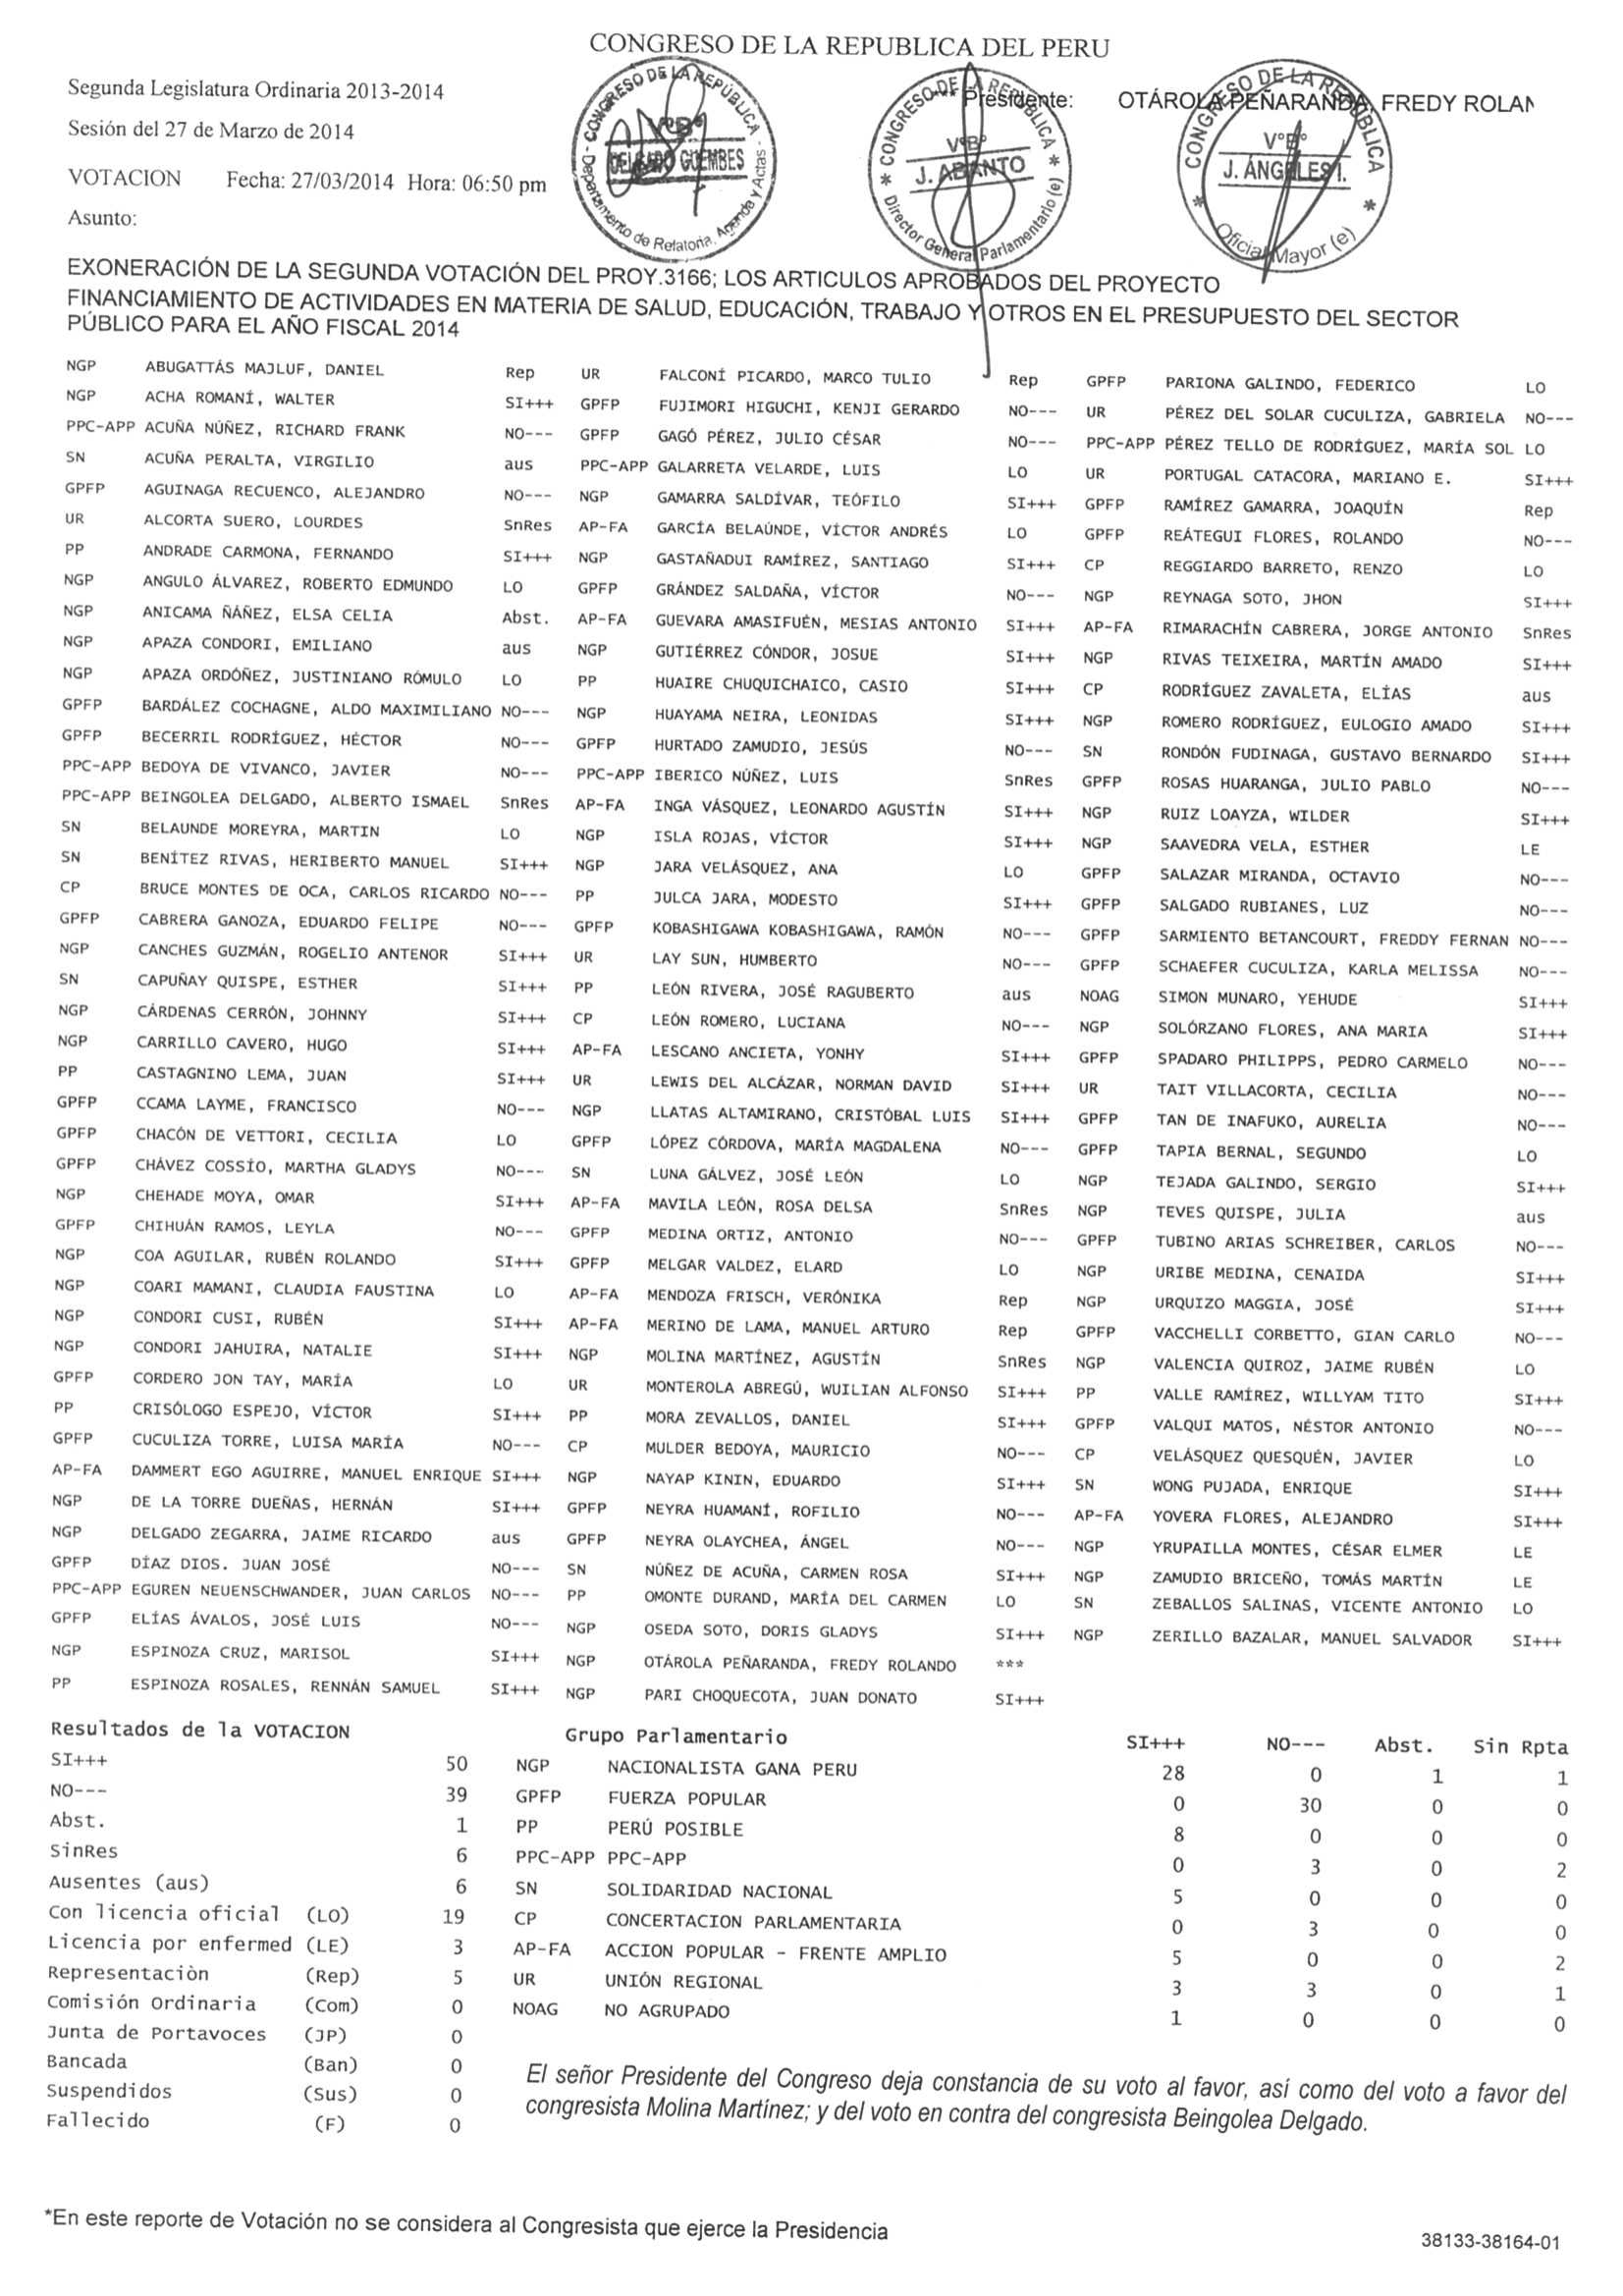 CONGRESO DE LA REPUBLICA DEL PERU
Segunda Legislatura Ordinaria 2013-2014
Presidente: OTÁROLA PEÑARANDA, FREDY ROLAN
Sesión del 27 de Marzo de 2014
VOTACION Fecha: 27/03/2014 Hora: 06:50 pm
Asunto:
CONGRESO DE LA REPÚBLICA
VºBº
DELGADO GÜEMBES
Departamento de Relatoria, Agenda y Actas
CONGRESO DE LA REPÚBLICA
VºBº
J. ABANTO
Director General Parlamentario (e)
CONGRESO DE LA REPÚBLICA
VºBº
J. ÁNGELES I.
Oficial Mayor (e)
EXONERACIÓN DE LA SEGUNDA VOTACIÓN DEL PROY.3166; LOS ARTICULOS APROBADOS DEL PROYECTO
FINANCIAMIENTO DE ACTIVIDADES EN MATERIA DE SALUD, EDUCACIÓN, TRABAJO Y OTROS EN EL PRESUPUESTO DEL SECTOR
PÚBLICO PARA EL AÑO FISCAL 2014
NGP ABUGATTÁS MAJLUF, DANIEL Rep UR FALCONÍ PICARDO, MARCO TULIO Rep GPFP PARIONA GALINDO, FEDERICO LO
NGP ACHA ROMANÍ, WALTER SI+++ GPFP FUJIMORI HIGUCHI, KENJI GERARDO NO--- UR PÉREZ DEL SOLAR CUCULIZA, GABRIELA NO---
PPC-APP ACUÑA NÚÑEZ, RICHARD FRANK NO--- GPFP GAGÓ PÉREZ, JULIO CÉSAR NO--- PPC-APP PÉREZ TELLO DE RODRÍGUEZ, MARÍA SOL LO
SN ACUÑA PERALTA, VIRGILIO aus PPC-APP GALARRETA VELARDE, LUIS LO UR PORTUGAL CATACORA, MARIANO E. SI+++
GPFP AGUINAGA RECUENCO, ALEJANDRO NO--- NGP GAMARRA SALDÍVAR, TEÓFILO SI+++ GPFP RAMÍREZ GAMARRA, JOAQUÍN Rep
UR ALCORTA SUERO, LOURDES SnRes AP-FA GARCÍA BELAÚNDE, VÍCTOR ANDRÉS LO GPFP REÁTEGUI FLORES, ROLANDO NO---
PP ANDRADE CARMONA, FERNANDO SI+++ NGP GASTAÑADUI RAMÍREZ, SANTIAGO SI+++ CP REGGIARDO BARRETO, RENZO LO
NGP ANGULO ÁLVAREZ, ROBERTO EDMUNDO LO GPFP GRÁNDEZ SALDAÑA, VÍCTOR NO--- NGP REYNAGA SOTO, JHON SI+++
NGP ANICAMA ÑÁÑEZ, ELSA CELIA Abst. AP-FA GUEVARA AMASIFUÉN, MESIAS ANTONIO SI+++ AP-FA RIMARACHÍN CABRERA, JORGE ANTONIO SnRes
NGP APAZA CONDORI, EMILIANO aus NGP GUTIÉRREZ CÓNDOR, JOSUE SI+++ NGP RIVAS TEIXEIRA, MARTÍN AMADO SI+++
NGP APAZA ORDÓÑEZ, JUSTINIANO RÓMULO LO PP HUAIRE CHUQUICHAICO, CASIO SI+++ CP RODRÍGUEZ ZAVALETA, ELÍAS aus
GPFP BARDÁLEZ COCHAGNE, ALDO MAXIMILIANO NO--- NGP HUAYAMA NEIRA, LEONIDAS SI+++ NGP ROMERO RODRÍGUEZ, EULOGIO AMADO SI+++
GPFP BECERRIL RODRÍGUEZ, HÉCTOR NO--- GPFP HURTADO ZAMUDIO, JESÚS NO--- SN RONDÓN FUDINAGA, GUSTAVO BERNARDO SI+++
PPC-APP BEDOYA DE VIVANCO, JAVIER NO--- PPC-APP IBERICO NÚÑEZ, LUIS SnRes GPFP ROSAS HUARANGA, JULIO PABLO NO---
PPC-APP BEINGOLEA DELGADO, ALBERTO ISMAEL SnRes AP-FA INGA VÁSQUEZ, LEONARDO AGUSTÍN SI+++ NGP RUIZ LOAYZA, WILDER SI+++
SN BELAUNDE MOREYRA, MARTIN LO NGP ISLA ROJAS, VÍCTOR SI+++ NGP SAAVEDRA VELA, ESTHER LE
SN BENÍTEZ RIVAS, HERIBERTO MANUEL SI+++ NGP JARA VELÁSQUEZ, ANA LO GPFP SALAZAR MIRANDA, OCTAVIO NO---
CP BRUCE MONTES DE OCA, CARLOS RICARDO NO--- PP JULCA JARA, MODESTO SI+++ GPFP SALGADO RUBIANES, LUZ NO---
GPFP CABRERA GANOZA, EDUARDO FELIPE NO--- GPFP KOBASHIGAWA KOBASHIGAWA, RAMÓN NO--- GPFP SARMIENTO BETANCOURT, FREDDY FERNAN NO---
NGP CANCHES GUZMÁN, ROGELIO ANTENOR SI+++ UR LAY SUN, HUMBERTO NO--- GPFP SCHAEFER CUCULIZA, KARLA MELISSA NO---
SN CAPUÑAY QUISPE, ESTHER SI+++ PP LEÓN RIVERA, JOSÉ RAGUBERTO aus NOAG SIMON MUNARO, YEHUDE SI+++
NGP CÁRDENAS CERRÓN, JOHNNY SI+++ CP LEÓN ROMERO, LUCIANA NO--- NGP SOLÓRZANO FLORES, ANA MARIA SI+++
NGP CARRILLO CAVERO, HUGO SI+++ AP-FA LESCANO ANCIETA, YONHY SI+++ GPFP SPADARO PHILIPPS, PEDRO CARMELO NO---
PP CASTAGNINO LEMA, JUAN SI+++ UR LEWIS DEL ALCÁZAR, NORMAN DAVID SI+++ UR TAIT VILLACORTA, CECILIA NO---
GPFP CCAMA LAYME, FRANCISCO NO--- NGP LLATAS ALTAMIRANO, CRISTÓBAL LUIS SI+++ GPFP TAN DE INAFUKO, AURELIA NO---
GPFP CHACÓN DE VETTORI, CECILIA LO GPFP LÓPEZ CÓRDOVA, MARÍA MAGDALENA NO--- GPFP TAPIA BERNAL, SEGUNDO LO
GPFP CHÁVEZ COSSÍO, MARTHA GLADYS NO--- SN LUNA GÁLVEZ, JOSÉ LEÓN LO NGP TEJADA GALINDO, SERGIO SI+++
NGP CHEHADE MOYA, OMAR SI+++ AP-FA MAVILA LEÓN, ROSA DELSA SnRes NGP TEVES QUISPE, JULIA aus
GPFP CHIHUÁN RAMOS, LEYLA NO--- GPFP MEDINA ORTIZ, ANTONIO NO--- GPFP TUBINO ARIAS SCHREIBER, CARLOS NO---
NGP COA AGUILAR, RUBÉN ROLANDO SI+++ GPFP MELGAR VALDEZ, ELARD LO NGP URIBE MEDINA, CENAIDA SI+++
NGP COARI MAMANI, CLAUDIA FAUSTINA LO AP-FA MENDOZA FRISCH, VERÓNIKA Rep NGP URQUIZO MAGGIA, JOSÉ SI+++
NGP CONDORI CUSI, RUBÉN SI+++ AP-FA MERINO DE LAMA, MANUEL ARTURO Rep GPFP VACCHELLI CORBETTO, GIAN CARLO NO---
NGP CONDORI JAHUIRA, NATALIE SI+++ NGP MOLINA MARTÍNEZ, AGUSTÍN SnRes NGP VALENCIA QUIROZ, JAIME RUBÉN LO
GPFP CORDERO JON TAY, MARÍA LO UR MONTEROLA ABREGÚ, WUILIAN ALFONSO SI+++ PP VALLE RAMÍREZ, WILLYAM TITO SI+++
PP CRISÓLOGO ESPEJO, VÍCTOR SI+++ PP MORA ZEVALLOS, DANIEL SI+++ GPFP VALQUI MATOS, NÉSTOR ANTONIO NO---
GPFP CUCULIZA TORRE, LUISA MARÍA NO--- CP MULDER BEDOYA, MAURICIO NO--- CP VELÁSQUEZ QUESQUÉN, JAVIER LO
AP-FA DAMMERT EGO AGUIRRE, MANUEL ENRIQUE SI+++ NGP NAYAP KININ, EDUARDO SI+++ SN WONG PUJADA, ENRIQUE SI+++
NGP DE LA TORRE DUEÑAS, HERNÁN SI+++ GPFP NEYRA HUAMANÍ, ROFILIO NO--- AP-FA YOVERA FLORES, ALEJANDRO SI+++
NGP DELGADO ZEGARRA, JAIME RICARDO aus GPFP NEYRA OLAYCHEA, ÁNGEL NO--- NGP YRUPAILLA MONTES, CÉSAR ELMER LE
GPFP DÍAZ DIOS. JUAN JOSÉ NO--- SN NÚÑEZ DE ACUÑA, CARMEN ROSA SI+++ NGP ZAMUDIO BRICEÑO, TOMÁS MARTÍN LE
PPC-APP EGUREN NEUENSCHWANDER, JUAN CARLOS NO--- PP OMONTE DURAND, MARÍA DEL CARMEN LO SN ZEBALLOS SALINAS, VICENTE ANTONIO LO
GPFP ELÍAS ÁVALOS, JOSÉ LUIS NO--- NGP OSEDA SOTO, DORIS GLADYS SI+++ NGP ZERILLO BAZALAR, MANUEL SALVADOR SI+++
NGP ESPINOZA CRUZ, MARISOL SI+++ NGP OTÁROLA PEÑARANDA, FREDY ROLANDO ***
PP ESPINOZA ROSALES, RENNÁN SAMUEL SI+++ NGP PARI CHOQUECOTA, JUAN DONATO SI+++
Resultados de la VOTACION Grupo Parlamentario SI+++ NO--- Abst. Sin Rpta
SI+++ 50 NGP NACIONALISTA GANA PERU 28 0 1 1
NO--- 39 GPFP FUERZA POPULAR 0 30 0 0
Abst. 1 PP PERÚ POSIBLE 8 0 0 0
SinRes 6 PPC-APP PPC-APP 0 3 0 2
Ausentes (aus) 6 SN SOLIDARIDAD NACIONAL 5 0 0 0
Con licencia oficial (LO) 19 CP CONCERTACION PARLAMENTARIA 0 3 0 0
Licencia por enfermed (LE) 3 AP-FA ACCION POPULAR - FRENTE AMPLIO 5 0 0 2
Representaciòn (Rep) 5 UR UNIÓN REGIONAL 3 3 0 1
Comisión Ordinaria (Com) 0 NOAG NO AGRUPADO 1 0 0 0
Junta de Portavoces (JP) 0
Bancada (Ban) 0
Suspendidos (Sus) 0
Fallecido (F) 0
El señor Presidente del Congreso deja constancia de su voto al favor, así como del voto a favor del
congresista Molina Martínez; y del voto en contra del congresista Beingolea Delgado.
*En este reporte de Votación no se considera al Congresista que ejerce la Presidencia
38133-38164-01